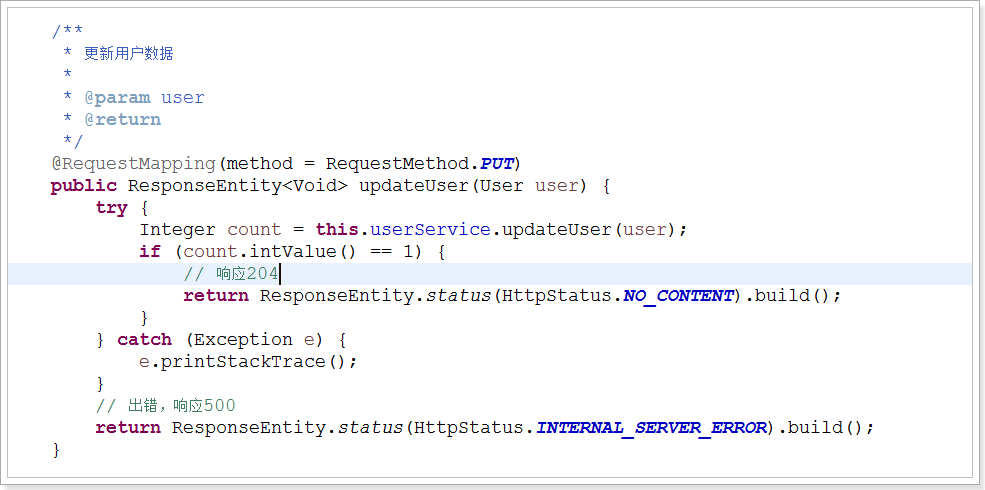 /**
 * 更新用户数据
 *
 * @param user
 * @return
 */
@RequestMapping(method = RequestMethod.PUT)
public ResponseEntity<Void> updateUser(User user) {
    try {
        Integer count = this.userService.updateUser(user);
        if (count.intValue() == 1) {
            // 响应204
            return ResponseEntity.status(HttpStatus.NO_CONTENT).build();
        }
    } catch (Exception e) {
        e.printStackTrace();
    }
    // 出错，响应500
    return ResponseEntity.status(HttpStatus.INTERNAL_SERVER_ERROR).build();
}